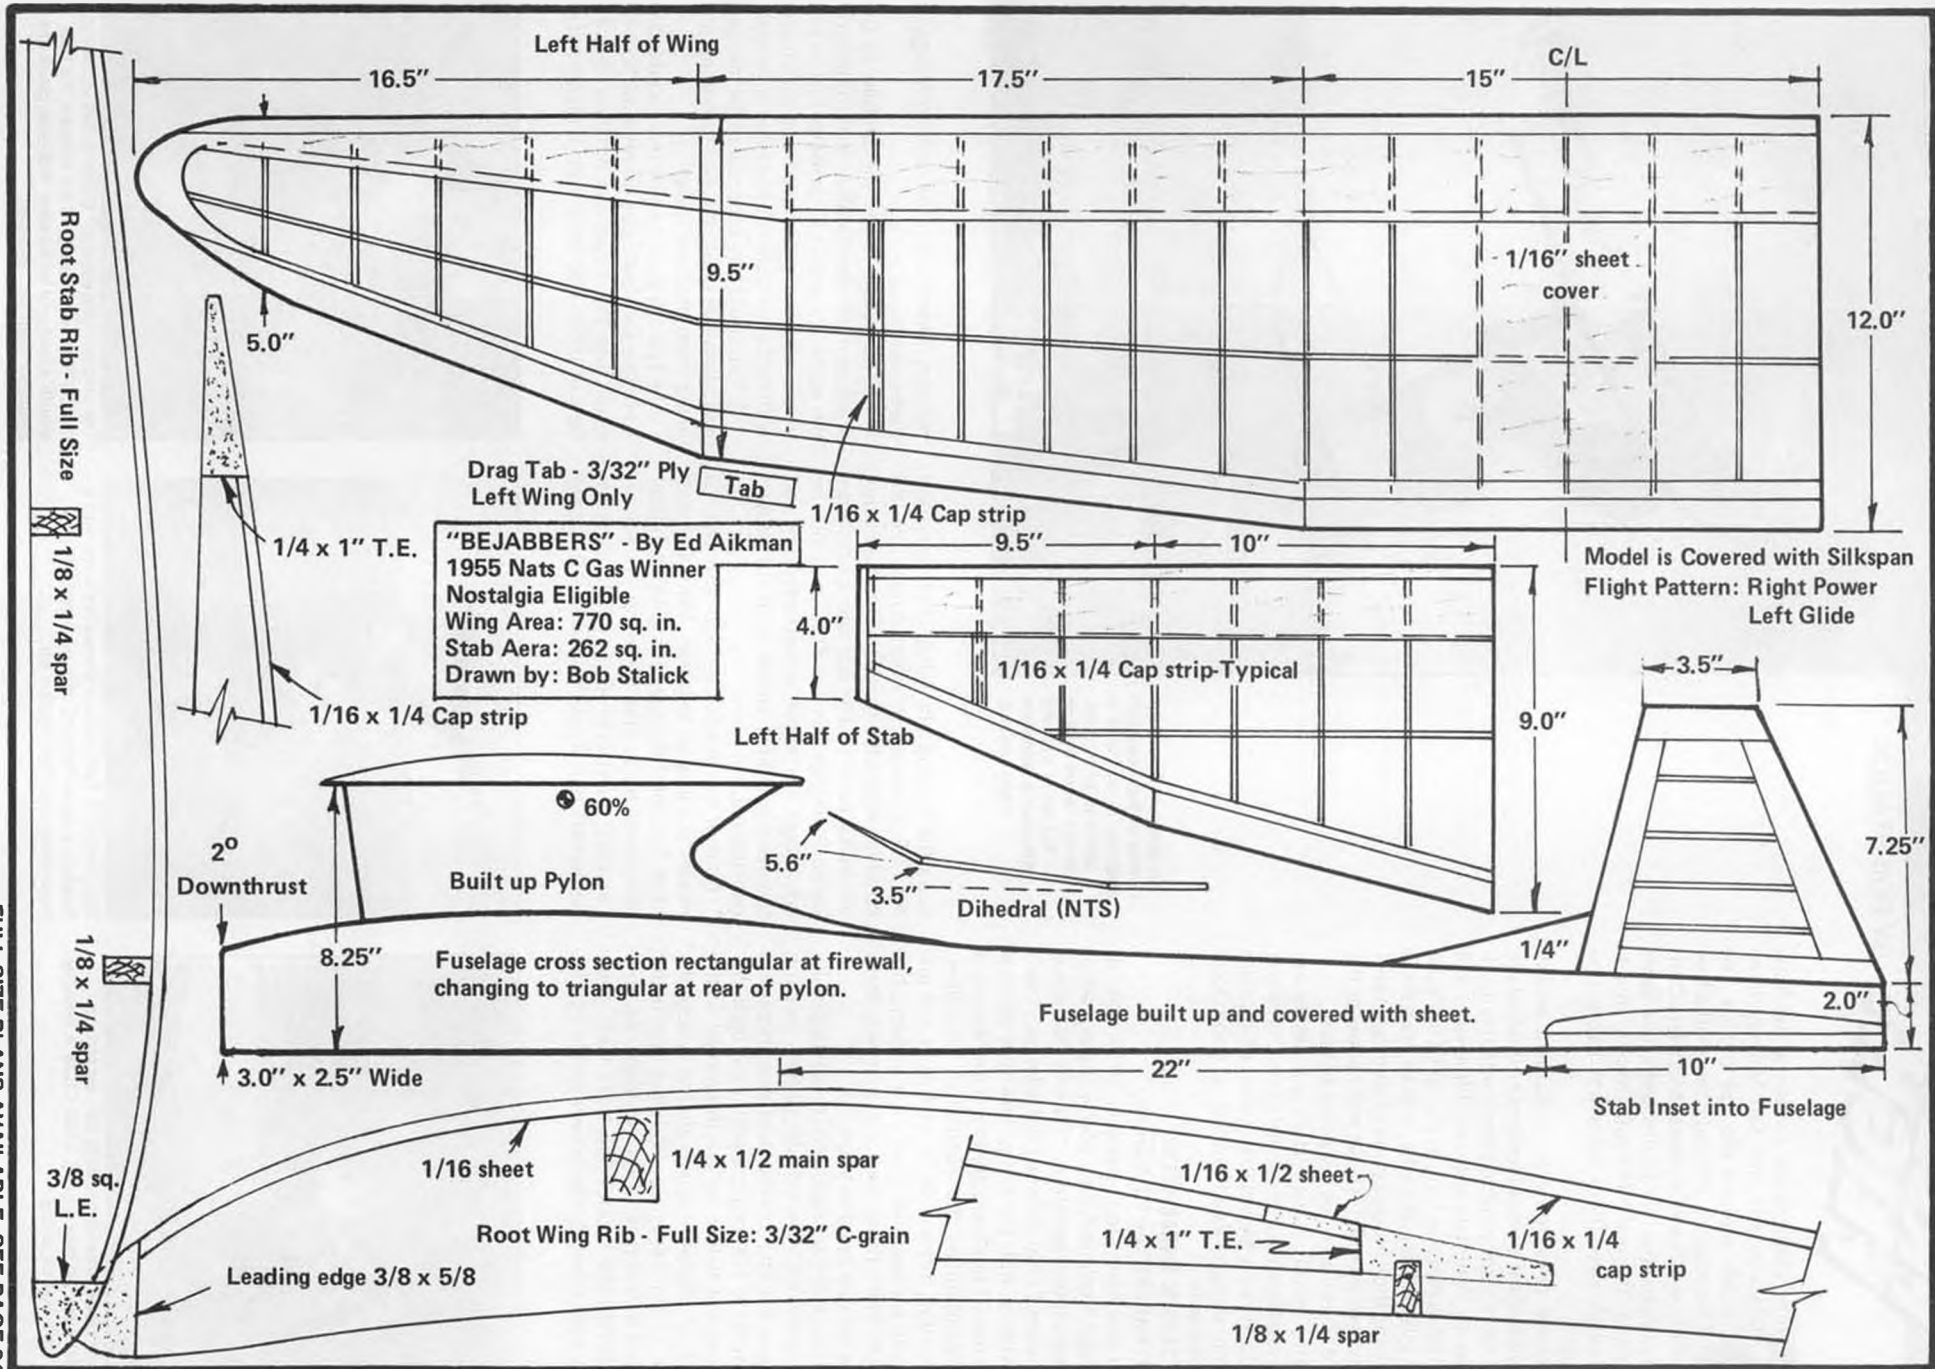 Left Half of Wing
C/L
16.5"
17.5"
15"
Root Stab Rib - Full Size
9.5"
1/16" sheet
cover
12.0"
5.0"
Drag Tab - 3/32" Ply
Left Wing Only
Tab
1/16 x 1/4 Cap strip
1/4 x 1" T.E.
1/8 x 1/4 spar
1/16 x 1/4 Cap strip
"BEJABBERS" - By Ed Aikman
1955 Nats C Gas Winner
Nostalgia Eligible
Wing Area: 770 sq. in.
Stab Aera: 262 sq. in.
Drawn by: Bob Stalick
9.5"
10"
4.0"
1/16 x 1/4 Cap strip-Typical
9.0"
Left Half of Stab
Model is Covered with Silkspan
Flight Pattern: Right Power
Left Glide
3.5"
7.25"
60%
2°
Downthrust
Built up Pylon
5.6"
3.5"
Dihedral (NTS)
1/4"
8.25"
Fuselage cross section rectangular at firewall,
changing to triangular at rear of pylon.
Fuselage built up and covered with sheet.
2.0"
1/8 x 1/4 spar
3.0" x 2.5" Wide
22"
10"
Stab Inset into Fuselage
3/8 sq.
L.E.
1/16 sheet
1/4 x 1/2 main spar
1/16 x 1/2 sheet
Root Wing Rib - Full Size: 3/32" C-grain
1/4 x 1" T.E.
1/16 x 1/4
cap strip
Leading edge 3/8 x 5/8
1/8 x 1/4 spar